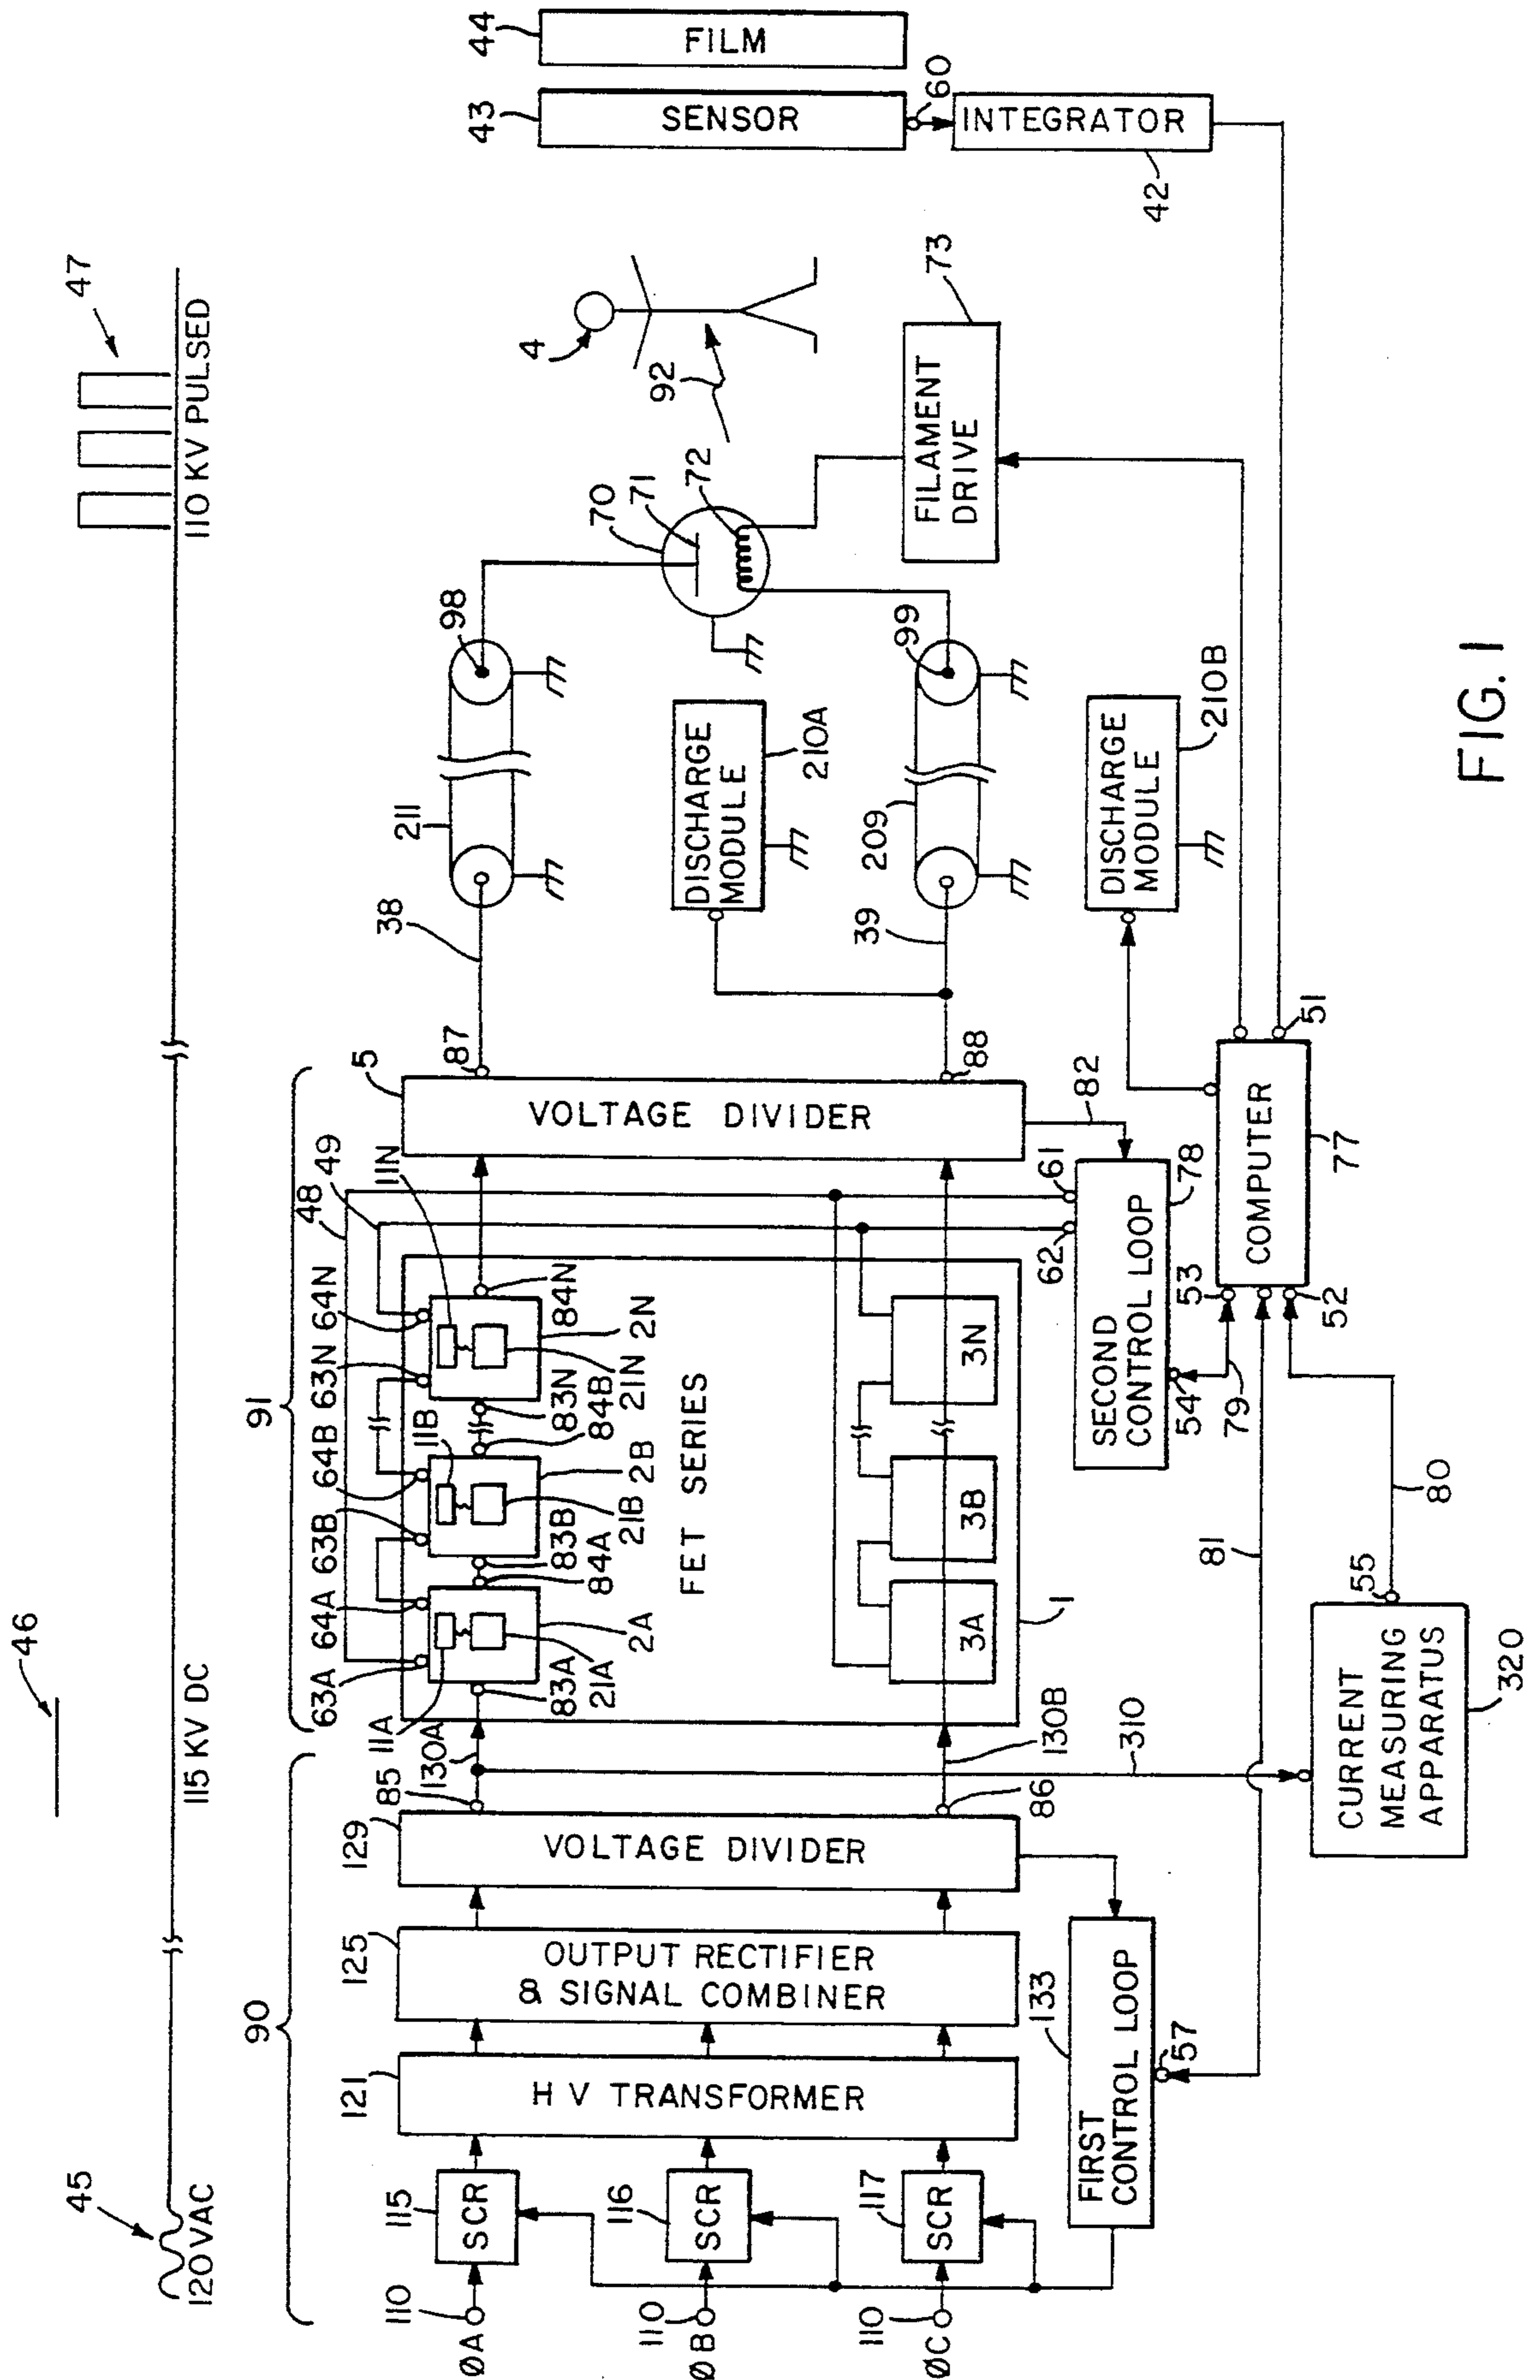 45
120 VAC
46
115 KV DC
47
110 KV PULSED
90
91
ØA
110
115
SCR
ØB
110
116
SCR
ØC
110
117
SCR
121
H V TRANSFORMER
125
OUTPUT RECTIFIER
& SIGNAL COMBINER
129
VOLTAGE DIVIDER
85
86
130A
130B
310
133
FIRST
CONTROL LOOP
57
63A
64A
63B
64B
63N
64N
48
49
11A
11B
11N
83A
21A
2A
84A
83B
21B
2B
84B
83N
21N
2N
84N
FET SERIES
3A
3B
3N
1
5
VOLTAGE DIVIDER
87
88
82
61
62
SECOND
CONTROL LOOP
78
54
79
53
52
51
COMPUTER
77
81
80
55
CURRENT
MEASURING
APPARATUS
320
38
39
211
209
98
99
DISCHARGE
MODULE
210A
DISCHARGE
MODULE
210B
70
71
72
FILAMENT
DRIVE
73
4
92
43
SENSOR
44
FILM
60
INTEGRATOR
42
FIG. 1